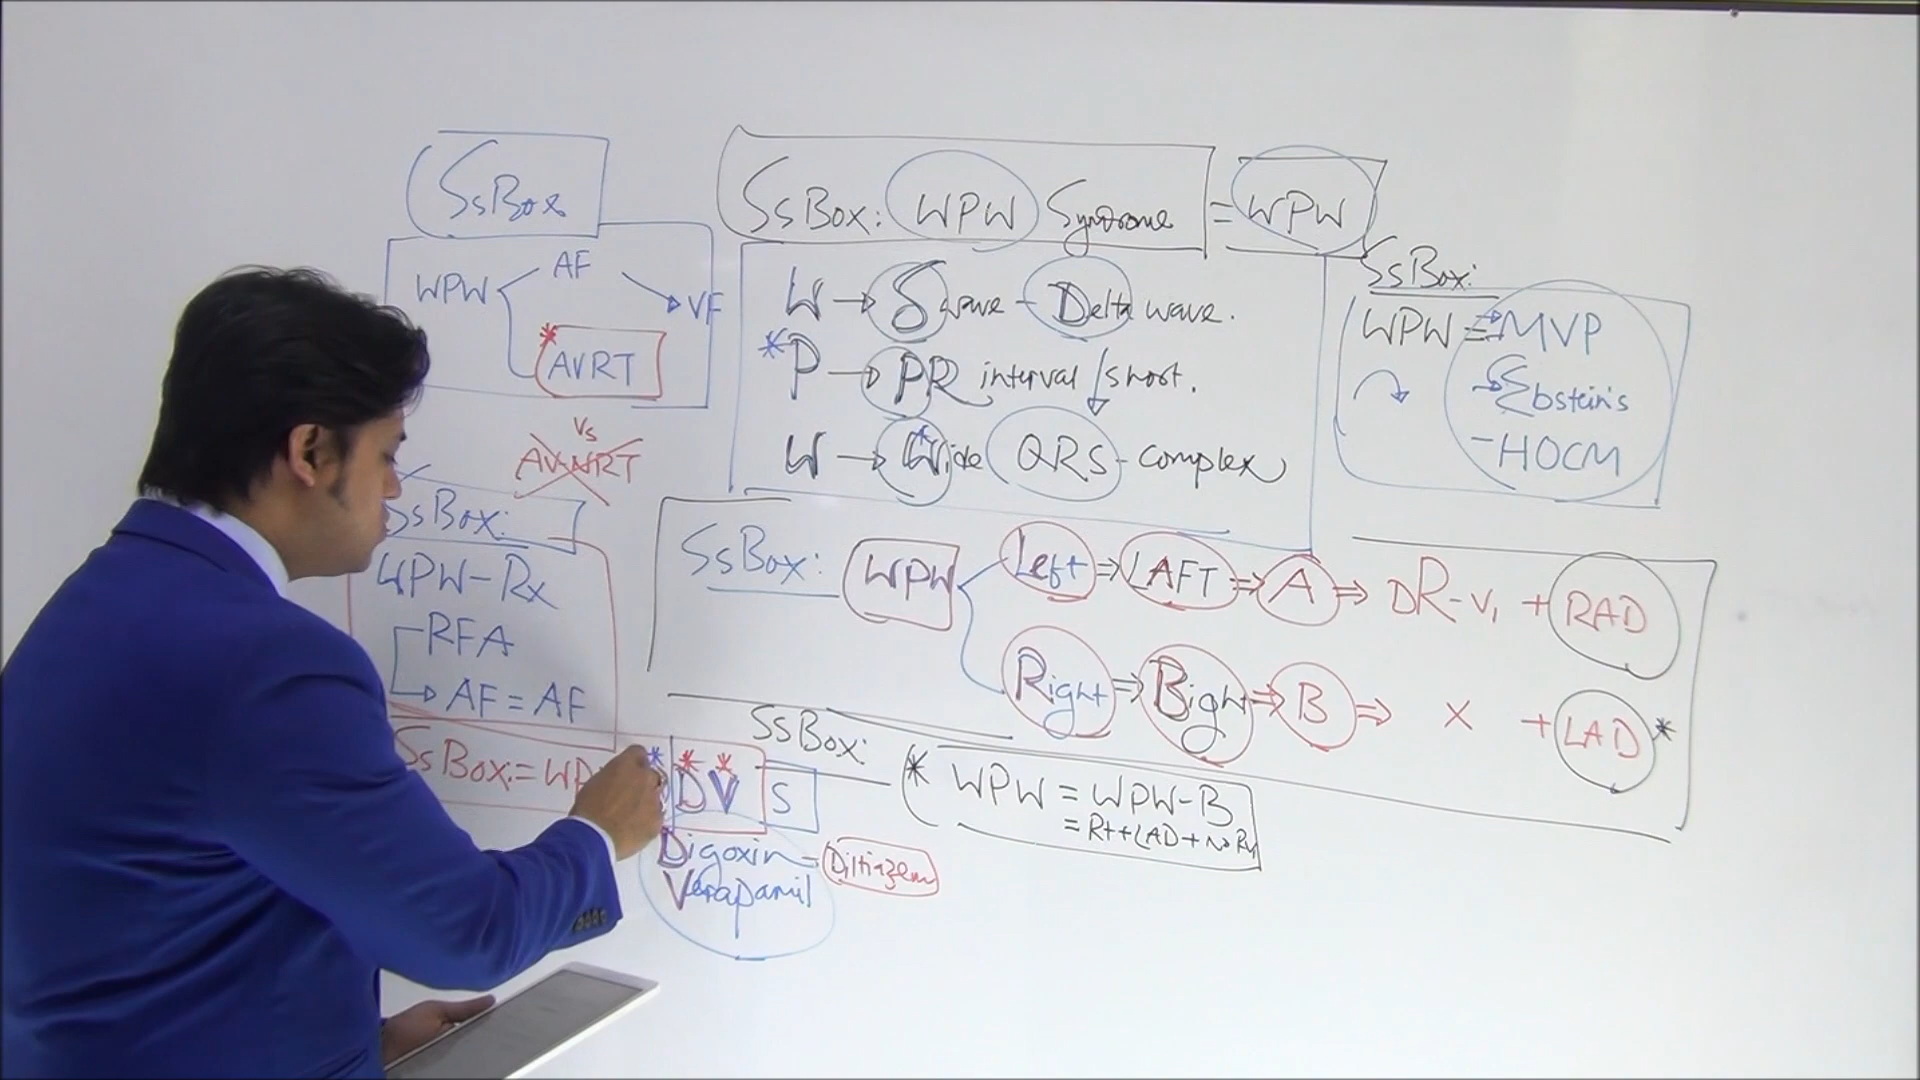 SsBox
WPW AF
VF
* AVRT
Vs
AVNRT
SsBox:
WPW-Rx
RFA
AF = AF
SsBox:= WP
* * *
DV S
Digoxin - Diltiazem
Verapamil
SsBox: WPW Syndrome = WPW
W → δ wave - Delta wave.
* P → PR interval / short.
W → Wide QRS - complex
SsBox:
WPW = MVP
Ebstein's
- HOCM
SsBox: WPW
Left ⇒ LAFT ⇒ A ⇒ DR-V1 + RAD
Right ⇒ Bight ⇒ B ⇒ X + LAD *
SsBox:
* WPW = WPW-B
= Rt + LAD + no